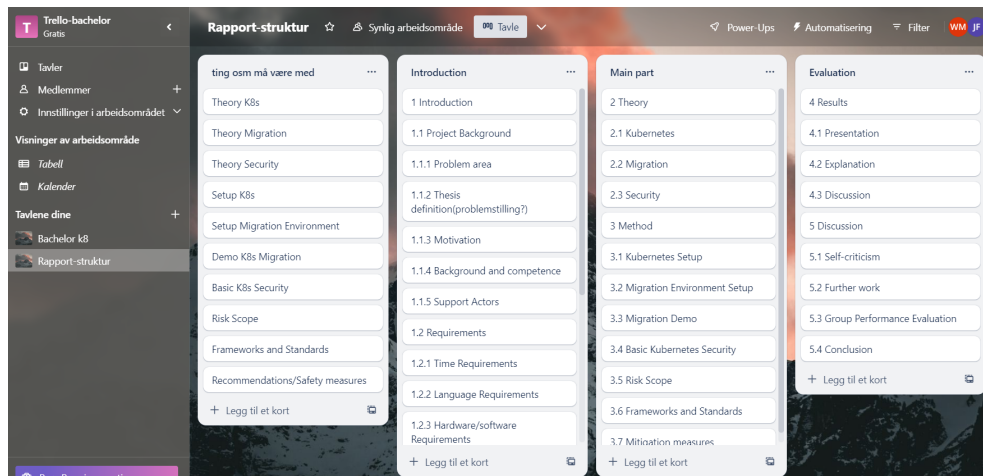 T
Trello-bachelor
Gratis
Rapport-struktur
Synlig arbeidsområde
Tavle
Power-Ups
Automatisering
Filter
WM
JF
Tavler
Medlemmer
+
Innstillinger i arbeidsområdet
Visninger av arbeidsområde
Tabell
Kalender
Tavlene dine
+
Bachelor k8
Rapport-struktur
ting osm må være med
Theory K8s
Theory Migration
Theory Security
Setup K8s
Setup Migration Environment
Demo K8s Migration
Basic K8s Security
Risk Scope
Frameworks and Standards
Recommendations/Safety measures
+ Legg til et kort
Introduction
1 Introduction
1.1 Project Background
1.1.1 Problem area
1.1.2 Thesis
definition(problemstilling?)
1.1.3 Motivation
1.1.4 Background and competence
1.1.5 Support Actors
1.2 Requirements
1.2.1 Time Requirements
1.2.2 Language Requirements
1.2.3 Hardware/software
Requirements
+ Legg til et kort
Main part
2 Theory
2.1 Kubernetes
2.2 Migration
2.3 Security
3 Method
3.1 Kubernetes Setup
3.2 Migration Environment Setup
3.3 Migration Demo
3.4 Basic Kubernetes Security
3.5 Risk Scope
3.6 Frameworks and Standards
3.7 Mitigation measures
+ Legg til et kort
Evaluation
4 Results
4.1 Presentation
4.2 Explanation
4.3 Discussion
5 Discussion
5.1 Self-criticism
5.2 Further work
5.3 Group Performance Evaluation
5.4 Conclusion
+ Legg til et kort